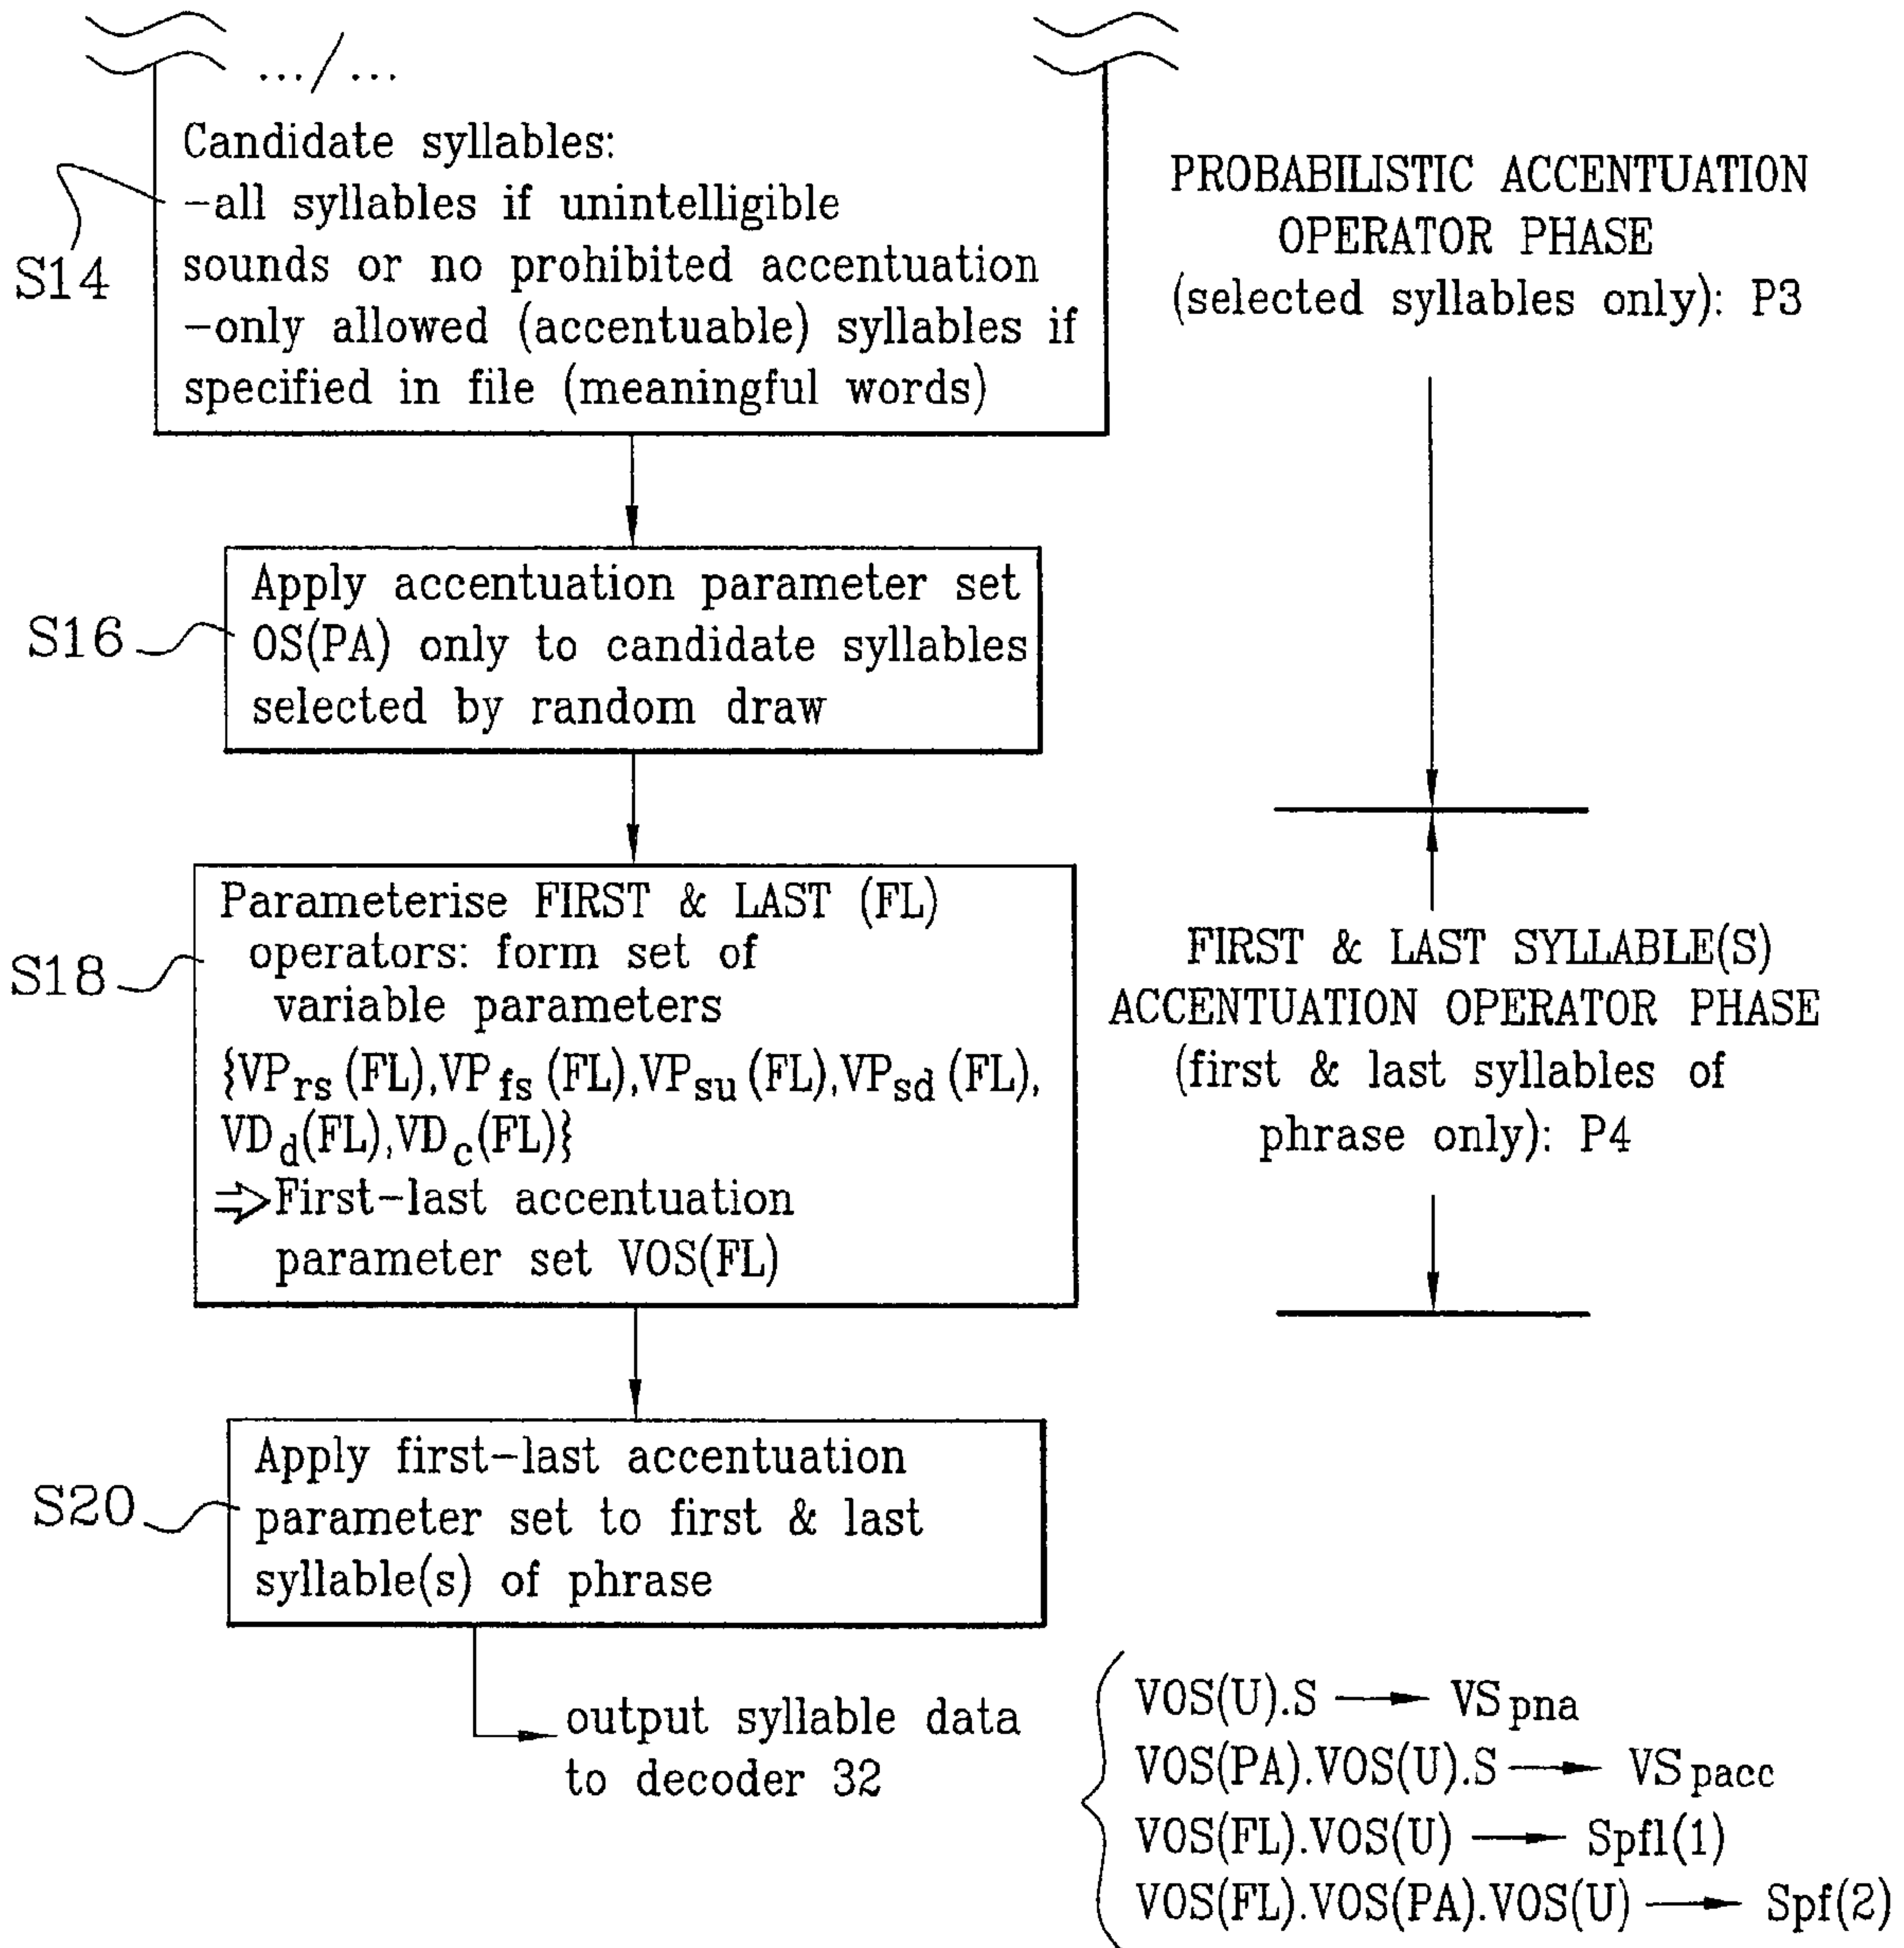 .../...
Candidate syllables:
-all syllables if unintelligible
sounds or no prohibited accentuation
-only allowed (accentuable) syllables if
specified in file (meaningful words)
S14
PROBABILISTIC ACCENTUATION
OPERATOR PHASE
(selected syllables only): P3
Apply accentuation parameter set
OS(PA) only to candidate syllables
selected by random draw
S16
Parameterise FIRST & LAST (FL)
operators: form set of
variable parameters
{VPrs (FL),VPfs (FL),VPsu (FL),VPsd (FL),
VDd(FL),VDc(FL)}
⇒First-last accentuation
parameter set VOS(FL)
S18
FIRST & LAST SYLLABLE(S)
ACCENTUATION OPERATOR PHASE
(first & last syllables of
phrase only): P4
Apply first-last accentuation
parameter set to first & last
syllable(s) of phrase
S20
output syllable data
to decoder 32
VOS(U).S → VSpna
VOS(PA).VOS(U).S → VSpacc
VOS(FL).VOS(U) → Spfl(1)
VOS(FL).VOS(PA).VOS(U) → Spf(2)